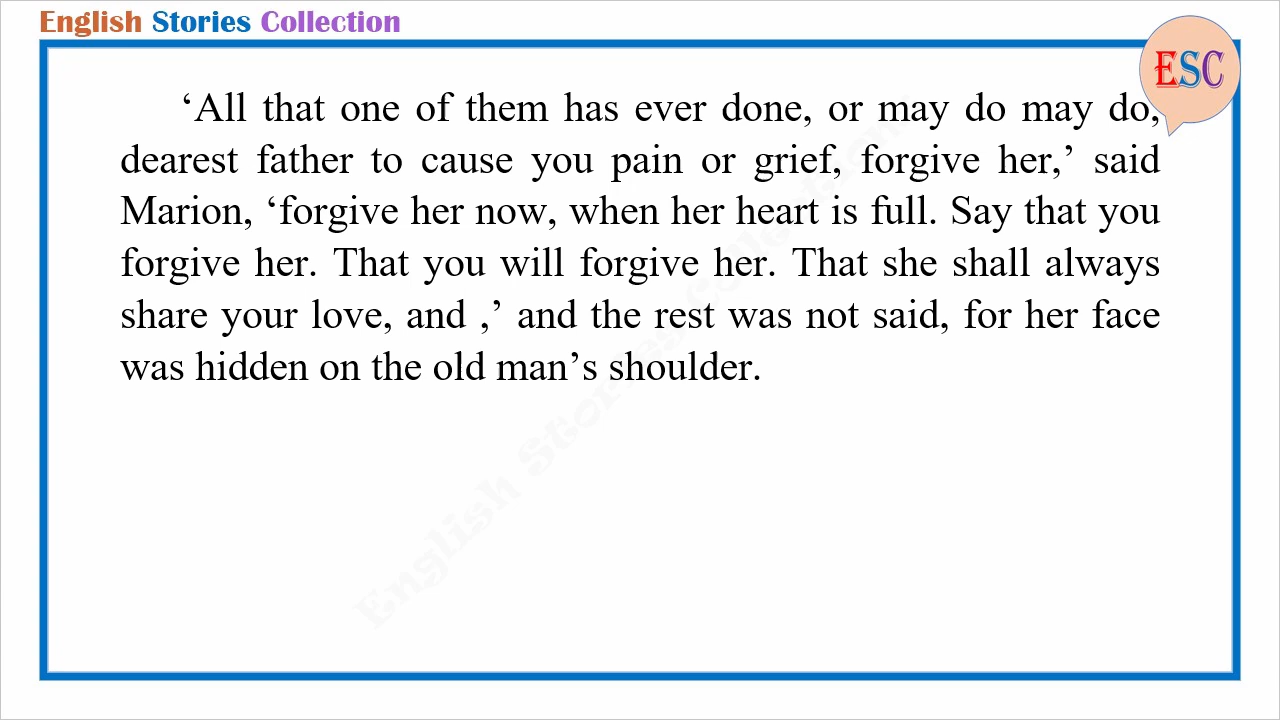 English Stories Collection
ESC
‘All that one of them has ever done, or may do may do,
dearest father to cause you pain or grief, forgive her,’ said
Marion, ‘forgive her now, when her heart is full. Say that you
forgive her. That you will forgive her. That she shall always
share your love, and ,’ and the rest was not said, for her face
was hidden on the old man’s shoulder.
English Stories Collection